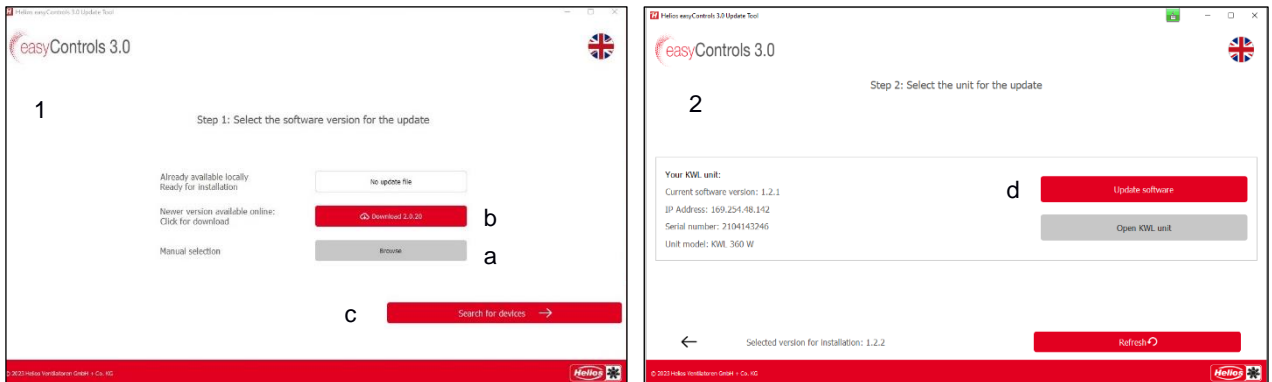 Helios easyControls 3.0 Update Tool
easyControls 3.0
1
Step 1: Select the software version for the update
Already available locally
Ready for installation
No update file
Newer version available online:
Click for download
Download 2.0.20
b
Manual selection
Browse
a
c
Search for devices →
© 2023 Helios Ventilatoren GmbH + Co. KG
Helios
Helios easyControls 3.0 Update Tool
easyControls 3.0
Step 2: Select the unit for the update
2
Your KWL unit:
Current software version: 1.2.1
IP Address: 169.254.48.142
Serial number: 2104143246
Unit model: KWL 360 W
d
Update software
Open KWL unit
← Selected version for installation: 1.2.2
Refresh
© 2023 Helios Ventilatoren GmbH + Co. KG
Helios